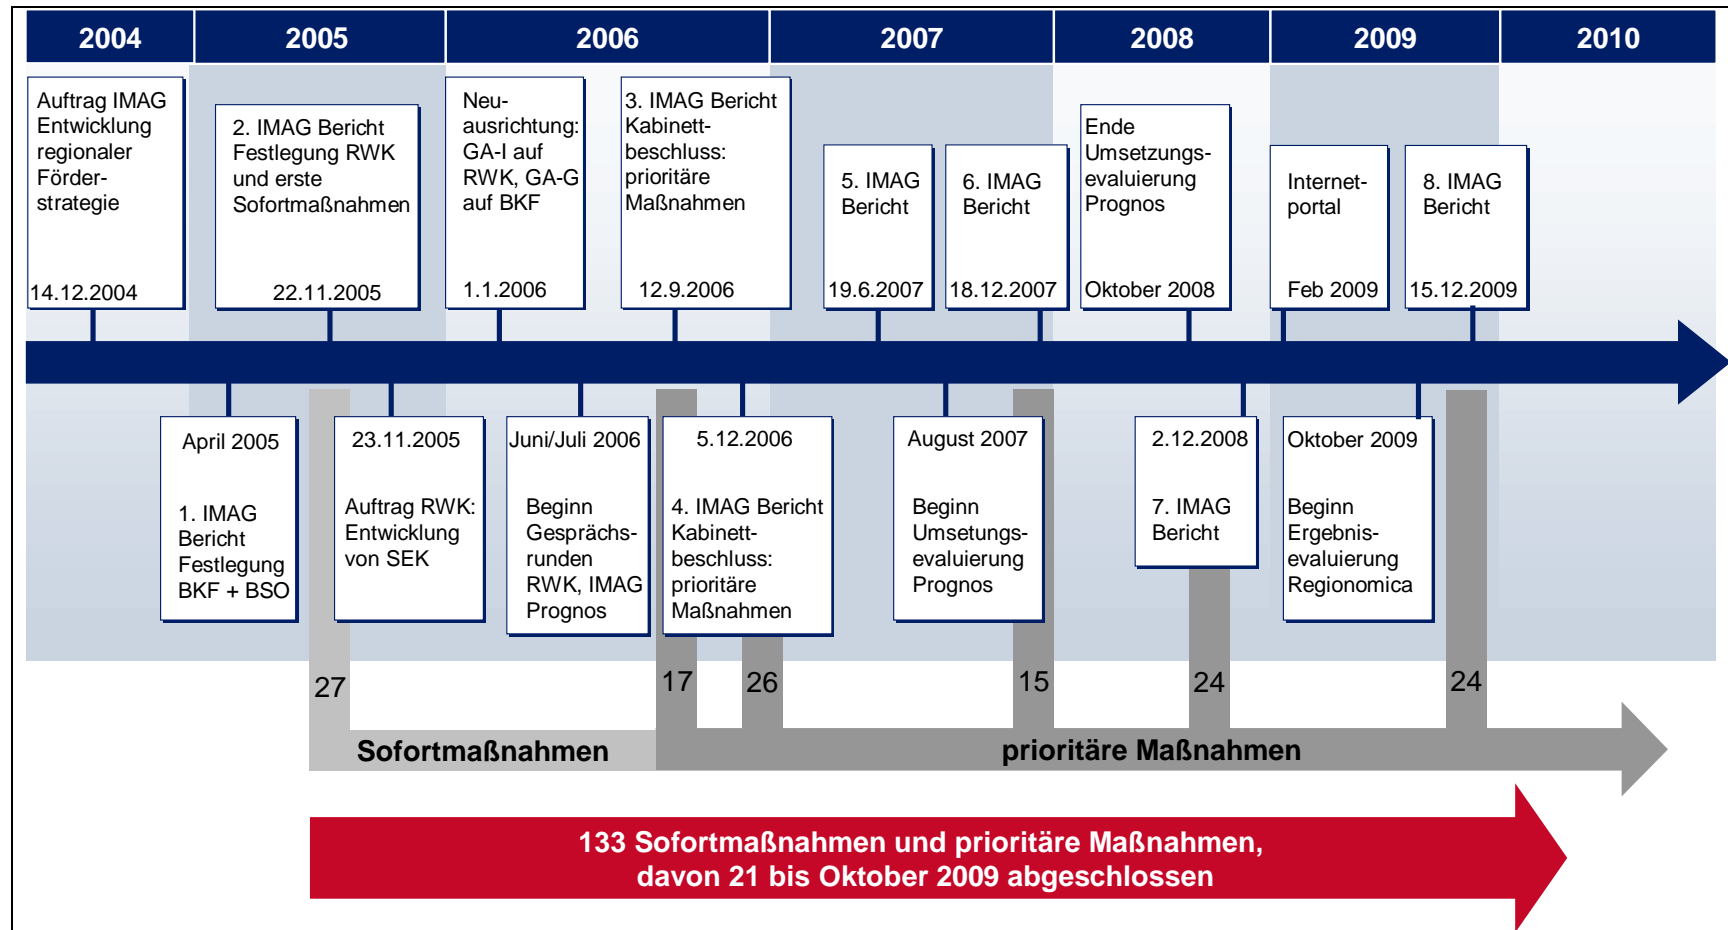 2004
2005
2006
2007
2008
2009
2010
Auftrag IMAG
Entwicklung
regionaler
Förder-
strategie
14.12.2004
2. IMAG Bericht
Festlegung RWK
und erste
Sofortmaßnahmen
22.11.2005
Neu-
ausrichtung:
GA-I auf
RWK, GA-G
auf BKF
1.1.2006
3. IMAG Bericht
Kabinett-
beschluss:
prioritäre
Maßnahmen
12.9.2006
5. IMAG
Bericht
19.6.2007
6. IMAG
Bericht
18.12.2007
Ende
Umsetzungs-
evaluierung
Prognos
Oktober 2008
Internet-
portal
Feb 2009
8. IMAG
Bericht
15.12.2009
April 2005
1. IMAG
Bericht
Festlegung
BKF + BSO
23.11.2005
Auftrag RWK:
Entwicklung
von SEK
Juni/Juli 2006
Beginn
Gesprächs-
runden
RWK, IMAG
Prognos
5.12.2006
4. IMAG Bericht
Kabinett-
beschluss:
prioritäre
Maßnahmen
August 2007
Beginn
Umsetungs-
evaluierung
Prognos
2.12.2008
7. IMAG
Bericht
Oktober 2009
Beginn
Ergebnis-
evaluierung
Regionomica
27
17
26
15
24
24
Sofortmaßnahmen
prioritäre Maßnahmen
133 Sofortmaßnahmen und prioritäre Maßnahmen,
davon 21 bis Oktober 2009 abgeschlossen